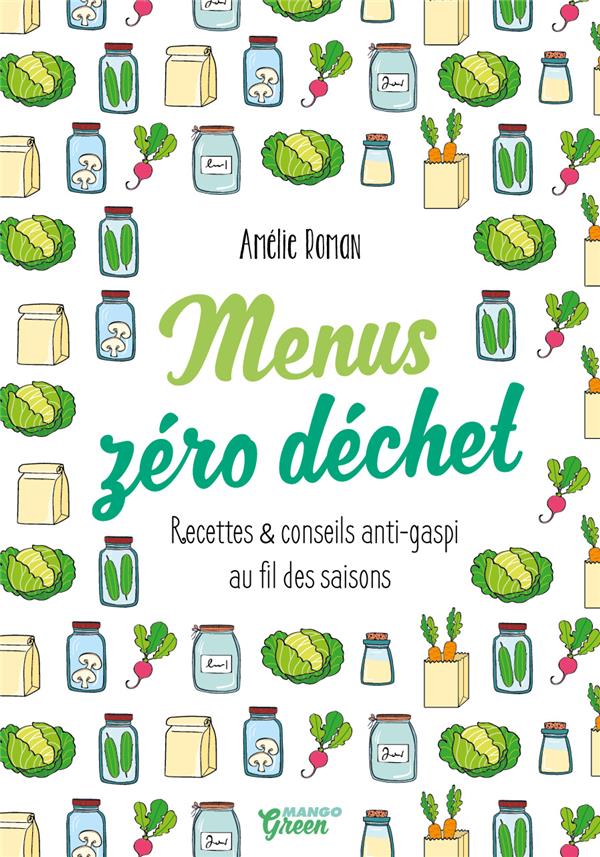 Amélie Roman
Menus
zéro déchet
Recettes & conseils anti-gaspi
au fil des saisons
MANGO
Green